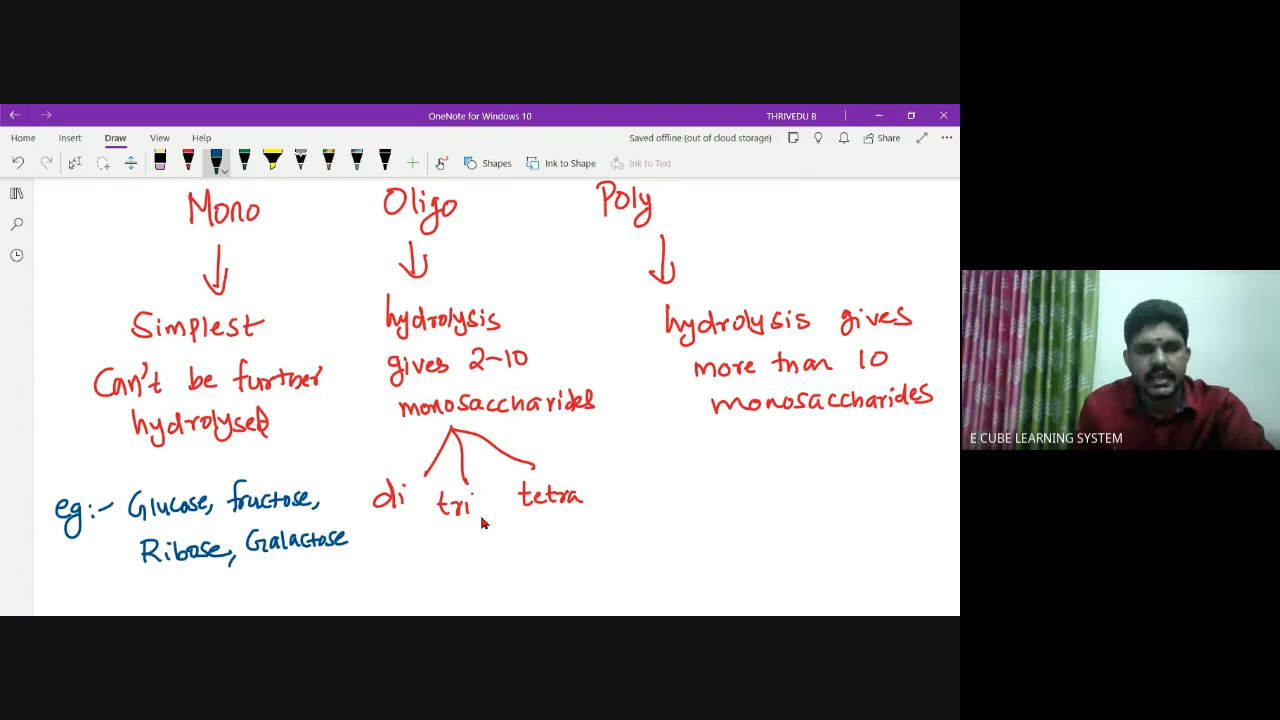 OneNote for Windows 10
THRIVEDU B
Home Insert Draw View Help
Saved offline (out of cloud storage)
Share
Shapes
Ink to Shape
Ink to Text
Mono
Oligo
Poly
Simplest
Can't be further
hydrolysed
hydrolysis
gives 2-10
monosaccharides
hydrolysis gives
more than 10
monosaccharides
di tri tetra
eg:- Glucose, fructose,
Ribose, Galactose
E CUBE LEARNING SYSTEM